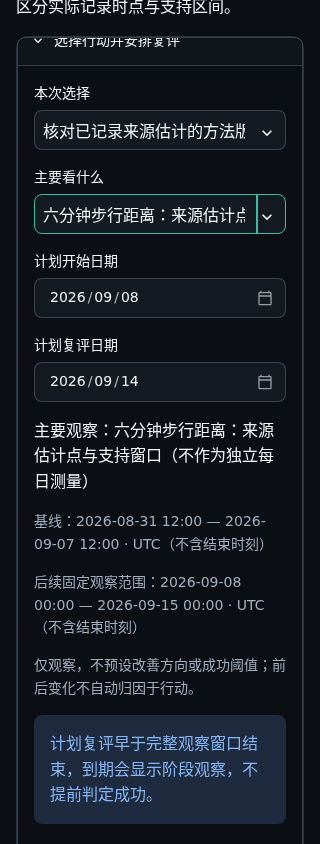 区分实际记录时点与支持区间。
选择行动并安排复评
本次选择
核对已记录来源估计的方法版
主要看什么
六分钟步行距离：来源估计点
计划开始日期
2026/09/08
计划复评日期
2026/09/14
主要观察：六分钟步行距离：来源
估计点与支持窗口（不作为独立每
日测量）
基线：2026-08-31 12:00 — 2026-
09-07 12:00 · UTC（不含结束时刻）
后续固定观察范围：2026-09-08
00:00 — 2026-09-15 00:00 · UTC
（不含结束时刻）
仅观察，不预设改善方向或成功阈值；前
后变化不自动归因于行动。
计划复评早于完整观察窗口结
束，到期会显示阶段观察，不
提前判定成功。